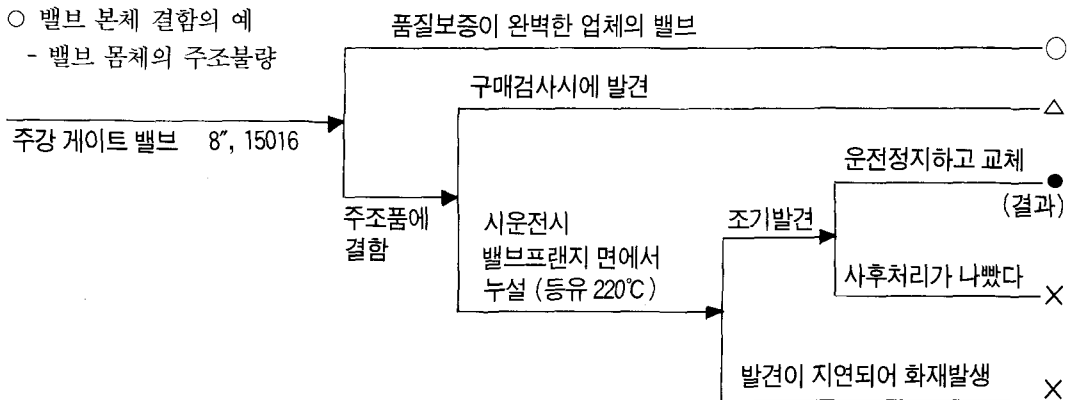 ○ 밸브 본체 결함의 예
- 밸브 몸체의 주조불량
품질보증이 완벽한 업체의 밸브
구매검사시에 발견
주강 게이트 밸브 8", 15016
운전정지하고 교체
(결과)
주조품에
결함
시운전시
밸브프랜지 면에서
누설 (등유 220℃)
조기발견
사후처리가 나빴다
발견이 지연되어 화재발생